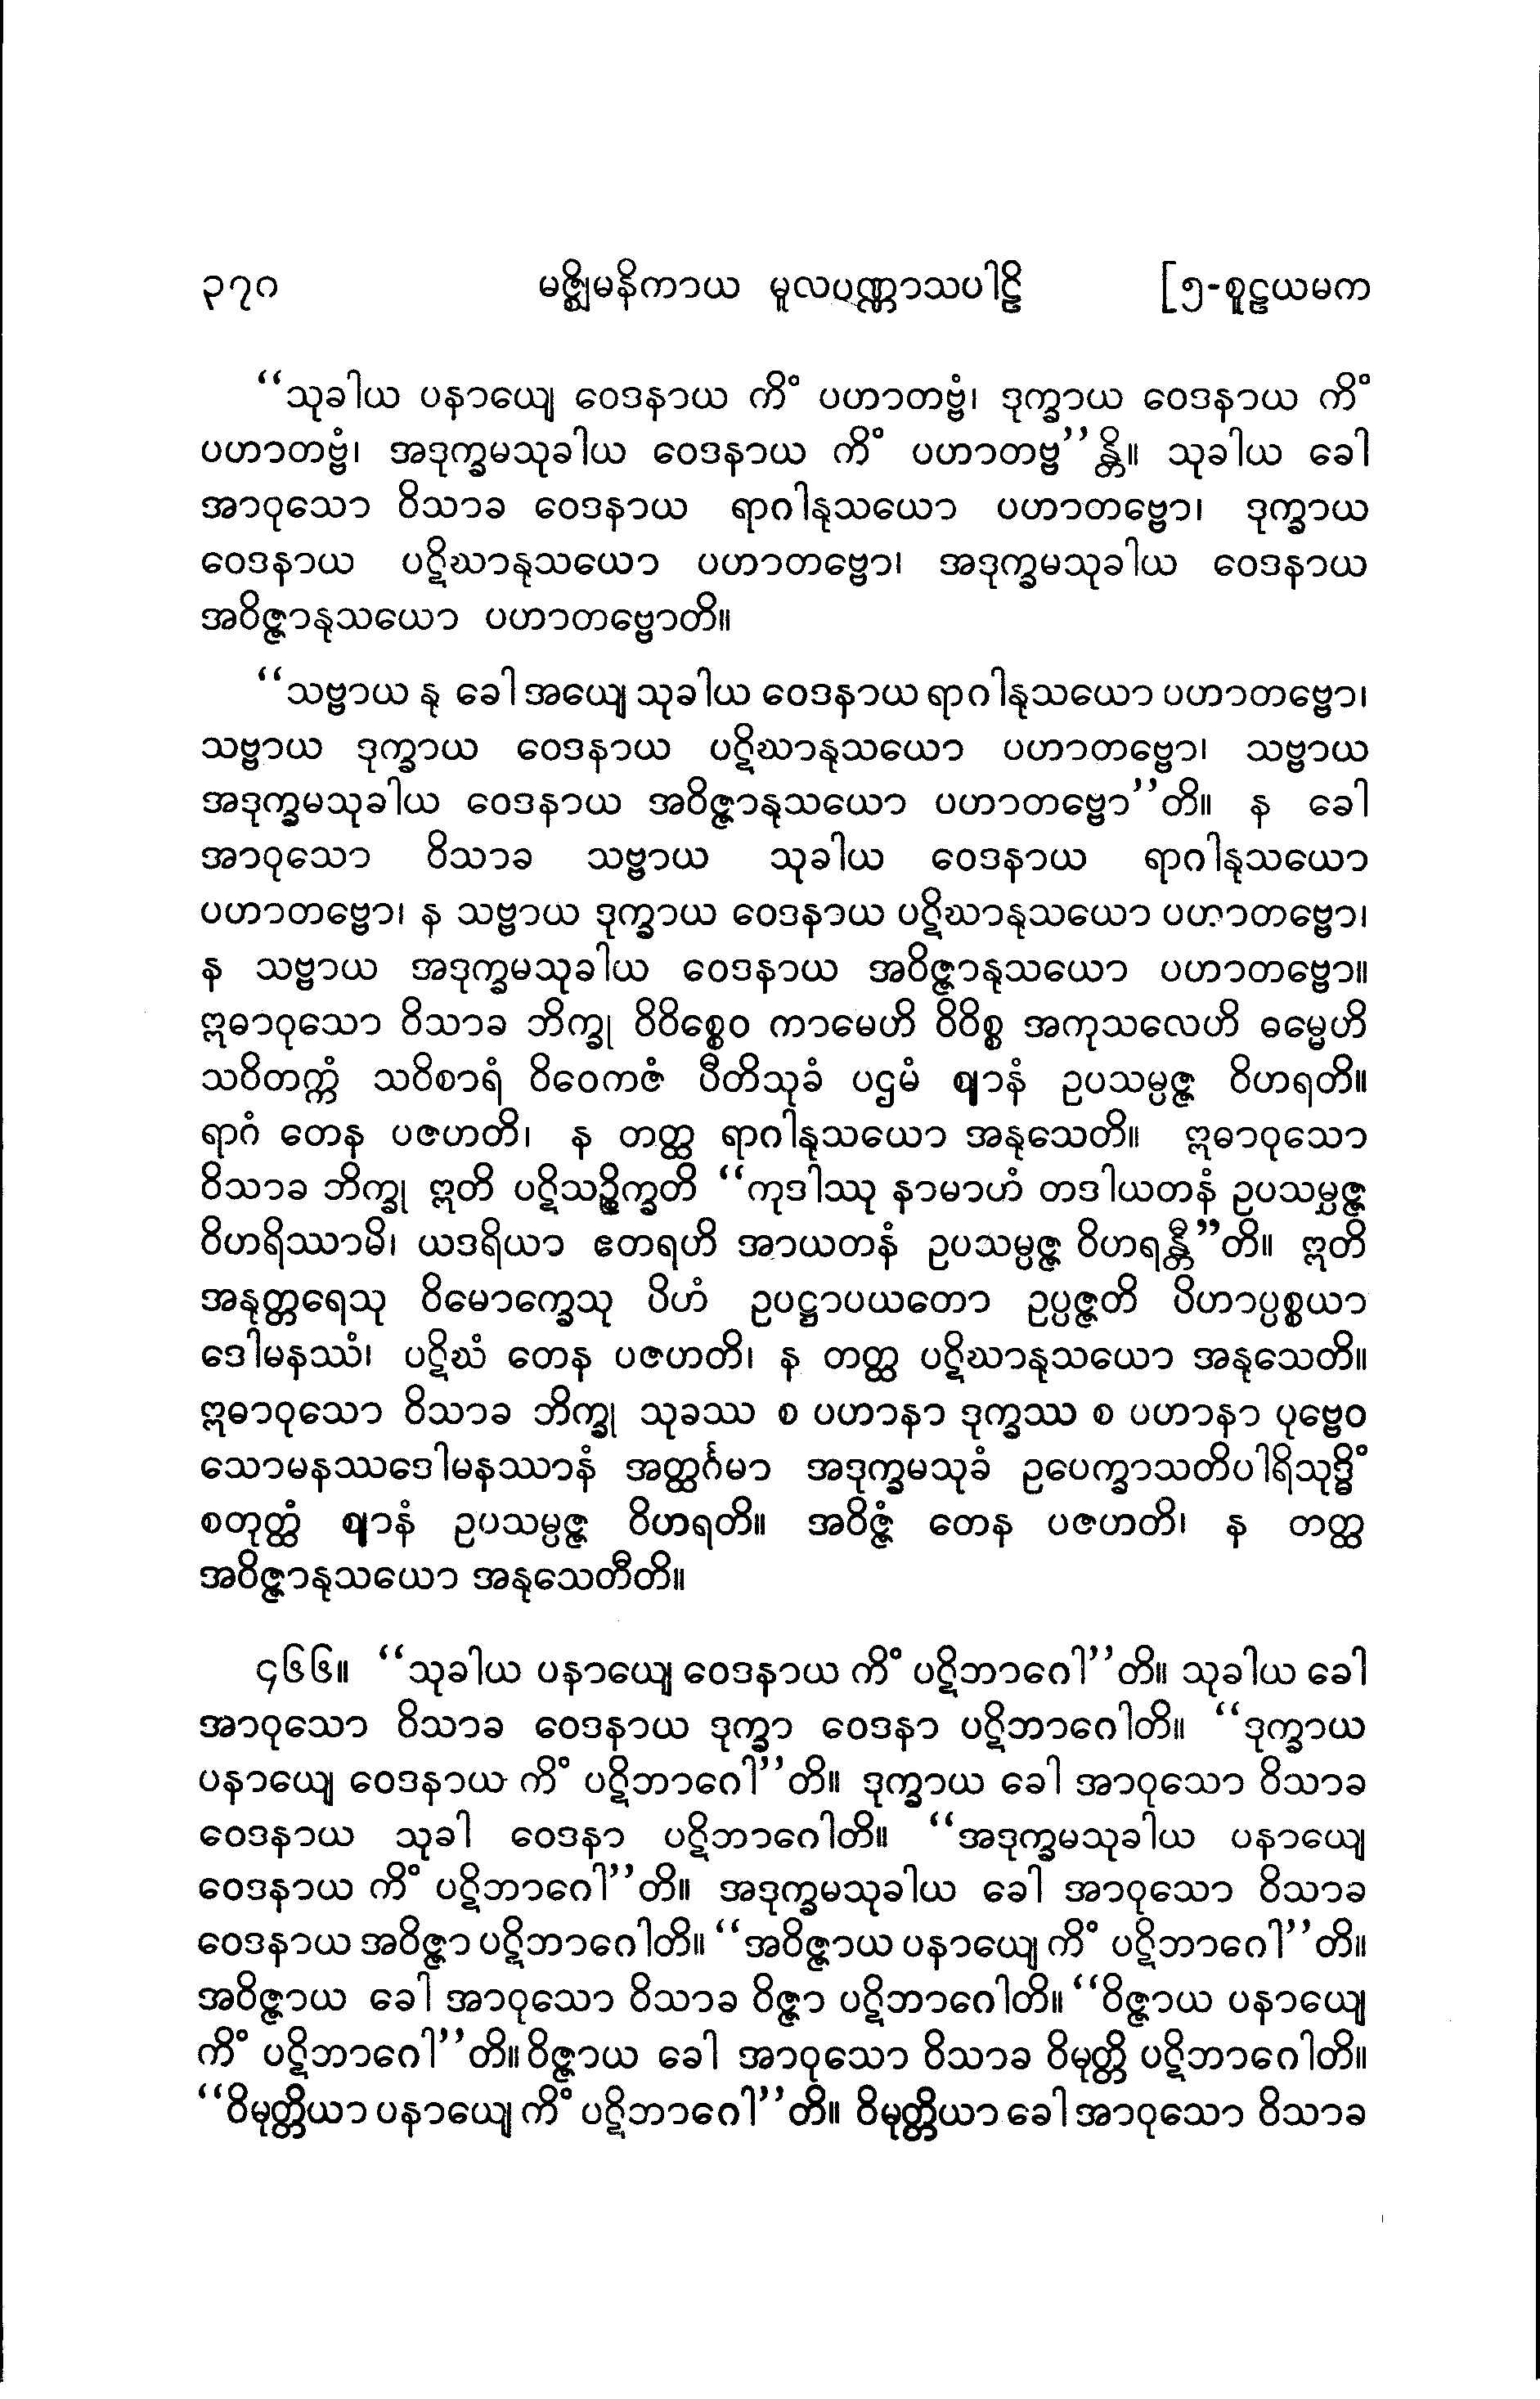 ၃၇၀ မဇ္ဈိမနိကာယ မူလပဏ္ဏာသပါဠိ [၅-စူဠယမက
“သုခါယ ပနာယျေ ဝေဒနာယ ကိံ ပဟာတဗ္ဗံ၊ ဒုက္ခာယ ဝေဒနာယ ကိံ
ပဟာတဗ္ဗံ၊ အဒုက္ခမသုခါယ ဝေဒနာယ ကိံ ပဟာတဗ္ဗ”န္တိ။ သုခါယ ခေါ
အာဝုသော ဝိသာခ ဝေဒနာယ ရာဂါနုသယော ပဟာတဗ္ဗော၊ ဒုက္ခာယ
ဝေဒနာယ ပဋိဃာနုသယော ပဟာတဗ္ဗော၊ အဒုက္ခမသုခါယ ဝေဒနာယ
အဝိဇ္ဇာနုသယော ပဟာတဗ္ဗောတိ။
“သဗ္ဗာယ နု ခေါ အယျေ သုခါယ ဝေဒနာယ ရာဂါနုသယော ပဟာတဗ္ဗော၊
သဗ္ဗာယ ဒုက္ခာယ ဝေဒနာယ ပဋိဃာနုသယော ပဟာတဗ္ဗော၊ သဗ္ဗာယ
အဒုက္ခမသုခါယ ဝေဒနာယ အဝိဇ္ဇာနုသယော ပဟာတဗ္ဗော”တိ။ န ခေါ
အာဝုသော ဝိသာခ သဗ္ဗာယ သုခါယ ဝေဒနာယ ရာဂါနုသယော
ပဟာတဗ္ဗော၊ န သဗ္ဗာယ ဒုက္ခာယ ဝေဒနာယ ပဋိဃာနုသယော ပဟာတဗ္ဗော၊
န သဗ္ဗာယ အဒုက္ခမသုခါယ ဝေဒနာယ အဝိဇ္ဇာနုသယော ပဟာတဗ္ဗော။
ဣဓာဝုသော ဝိသာခ ဘိက္ခု ဝိဝိစ္စေဝ ကာမေဟိ ဝိဝိစ္စ အကုသလေဟိ ဓမ္မေဟိ
သဝိတက္ကံ သဝိစာရံ ဝိဝေကဇံ ပီတိသုခံ ပဌမံ ဈာနံ ဥပသမ္ပဇ္ဇ ဝိဟရတိ။
ရာဂံ တေန ပဇဟတိ၊ န တတ္ထ ရာဂါနုသယော အနုသေတိ။ ဣဓာဝုသော
ဝိသာခ ဘိက္ခု ဣတိ ပဋိသဉ္စိက္ခတိ “ကုဒါဿု နာမာဟံ တဒါယတနံ ဥပသမ္ပဇ္ဇ
ဝိဟရိဿာမိ၊ ယဒရိယာ ဧတရဟိ အာယတနံ ဥပသမ္ပဇ္ဇ ဝိဟရန္တီ”တိ။ ဣတိ
အနုတ္တရေသု ဝိမောက္ခေသု ပိဟံ ဥပဋ္ဌာပယတော ဥပ္ပဇ္ဇတိ ပိဟာပ္ပစ္စယာ
ဒေါမနဿံ၊ ပဋိဃံ တေန ပဇဟတိ၊ န တတ္ထ ပဋိဃာနုသယော အနုသေတိ။
ဣဓာဝုသော ဝိသာခ ဘိက္ခု သုခဿ စ ပဟာနာ ဒုက္ခဿ စ ပဟာနာ ပုဗ္ဗေဝ
သောမနဿဒေါမနဿာနံ အတ္ထင်္ဂမာ အဒုက္ခမသုခံ ဥပေက္ခာသတိပါရိသုဒ္ဓိံ
စတုတ္ထံ ဈာနံ ဥပသမ္ပဇ္ဇ ဝိဟရတိ။ အဝိဇ္ဇံ တေန ပဇဟတိ၊ န တတ္ထ
အဝိဇ္ဇာနုသယော အနုသေတီတိ။
၄၆၆။ “သုခါယ ပနာယျေ ဝေဒနာယ ကိံ ပဋိဘာဂေါ”တိ။ သုခါယ ခေါ
အာဝုသော ဝိသာခ ဝေဒနာယ ဒုက္ခာ ဝေဒနာ ပဋိဘာဂေါတိ။ “ဒုက္ခာယ
ပနာယျေ ဝေဒနာယ ကိံ ပဋိဘာဂေါ”တိ။ ဒုက္ခာယ ခေါ အာဝုသော ဝိသာခ
ဝေဒနာယ သုခါ ဝေဒနာ ပဋိဘာဂေါတိ။ “အဒုက္ခမသုခါယ ပနာယျေ
ဝေဒနာယ ကိံ ပဋိဘာဂေါ”တိ။ အဒုက္ခမသုခါယ ခေါ အာဝုသော ဝိသာခ
ဝေဒနာယ အဝိဇ္ဇာ ပဋိဘာဂေါတိ။ “အဝိဇ္ဇာယ ပနာယျေ ကိံ ပဋိဘာဂေါ”တိ။
အဝိဇ္ဇာယ ခေါ အာဝုသော ဝိသာခ ဝိဇ္ဇာ ပဋိဘာဂေါတိ။ “ဝိဇ္ဇာယ ပနာယျေ
ကိံ ပဋိဘာဂေါ”တိ။ ဝိဇ္ဇာယ ခေါ အာဝုသော ဝိသာခ ဝိမုတ္တိ ပဋိဘာဂေါတိ။
“ဝိမုတ္တိယာ ပနာယျေ ကိံ ပဋိဘာဂေါ”တိ။ ဝိမုတ္တိယာ ခေါ အာဝုသော ဝိသာခ